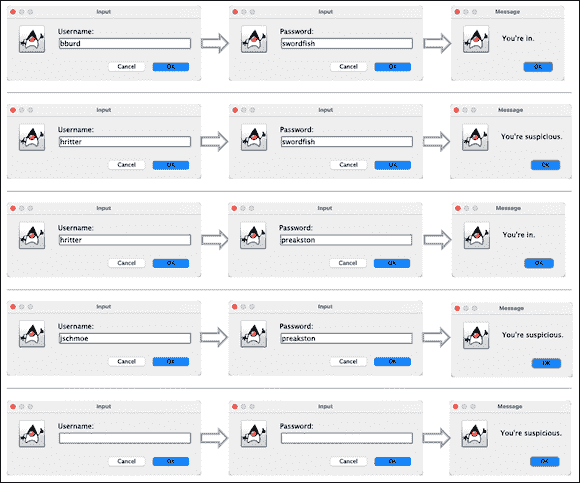 Input Input Message
Username: Password: You're in.
bburd swordfish
Cancel OK Cancel OK OK
Input Input Message
Username: Password: You're suspicious.
hritter swordfish
Cancel OK Cancel OK OK
Input Input Message
Username: Password: You're in.
hritter preakston
Cancel OK Cancel OK OK
Input Input Message
Username: Password: You're suspicious.
jschmoe preakston
Cancel OK Cancel OK OK
Input Input Message
Username: Password: You're suspicious.
Cancel OK Cancel OK OK